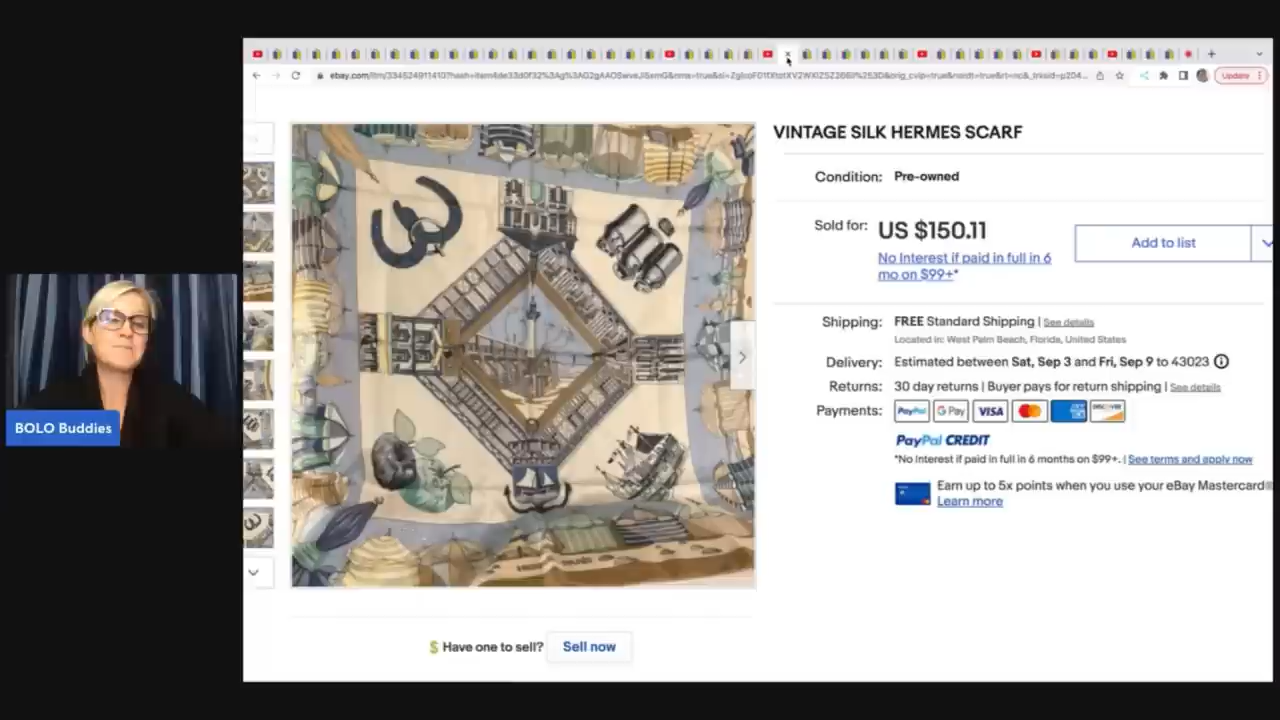 Update
VINTAGE SILK HERMES SCARF
Condition: Pre-owned
Sold for: US $150.11
Add to list
No Interest if paid in full in 6
mo on $99+*
Shipping: FREE Standard Shipping | See details
Located in: West Palm Beach, Florida, United States
Delivery: Estimated between Sat, Sep 3 and Fri, Sep 9 to 43023
Returns: 30 day returns | Buyer pays for return shipping | See details
Payments: PayPal G Pay VISA DISCOVER
PayPal CREDIT
*No Interest if paid in full in 6 months on $99+. | See terms and apply now
Earn up to 5x points when you use your eBay Mastercard®
Learn more
BOLO Buddies
$ Have one to sell? Sell now